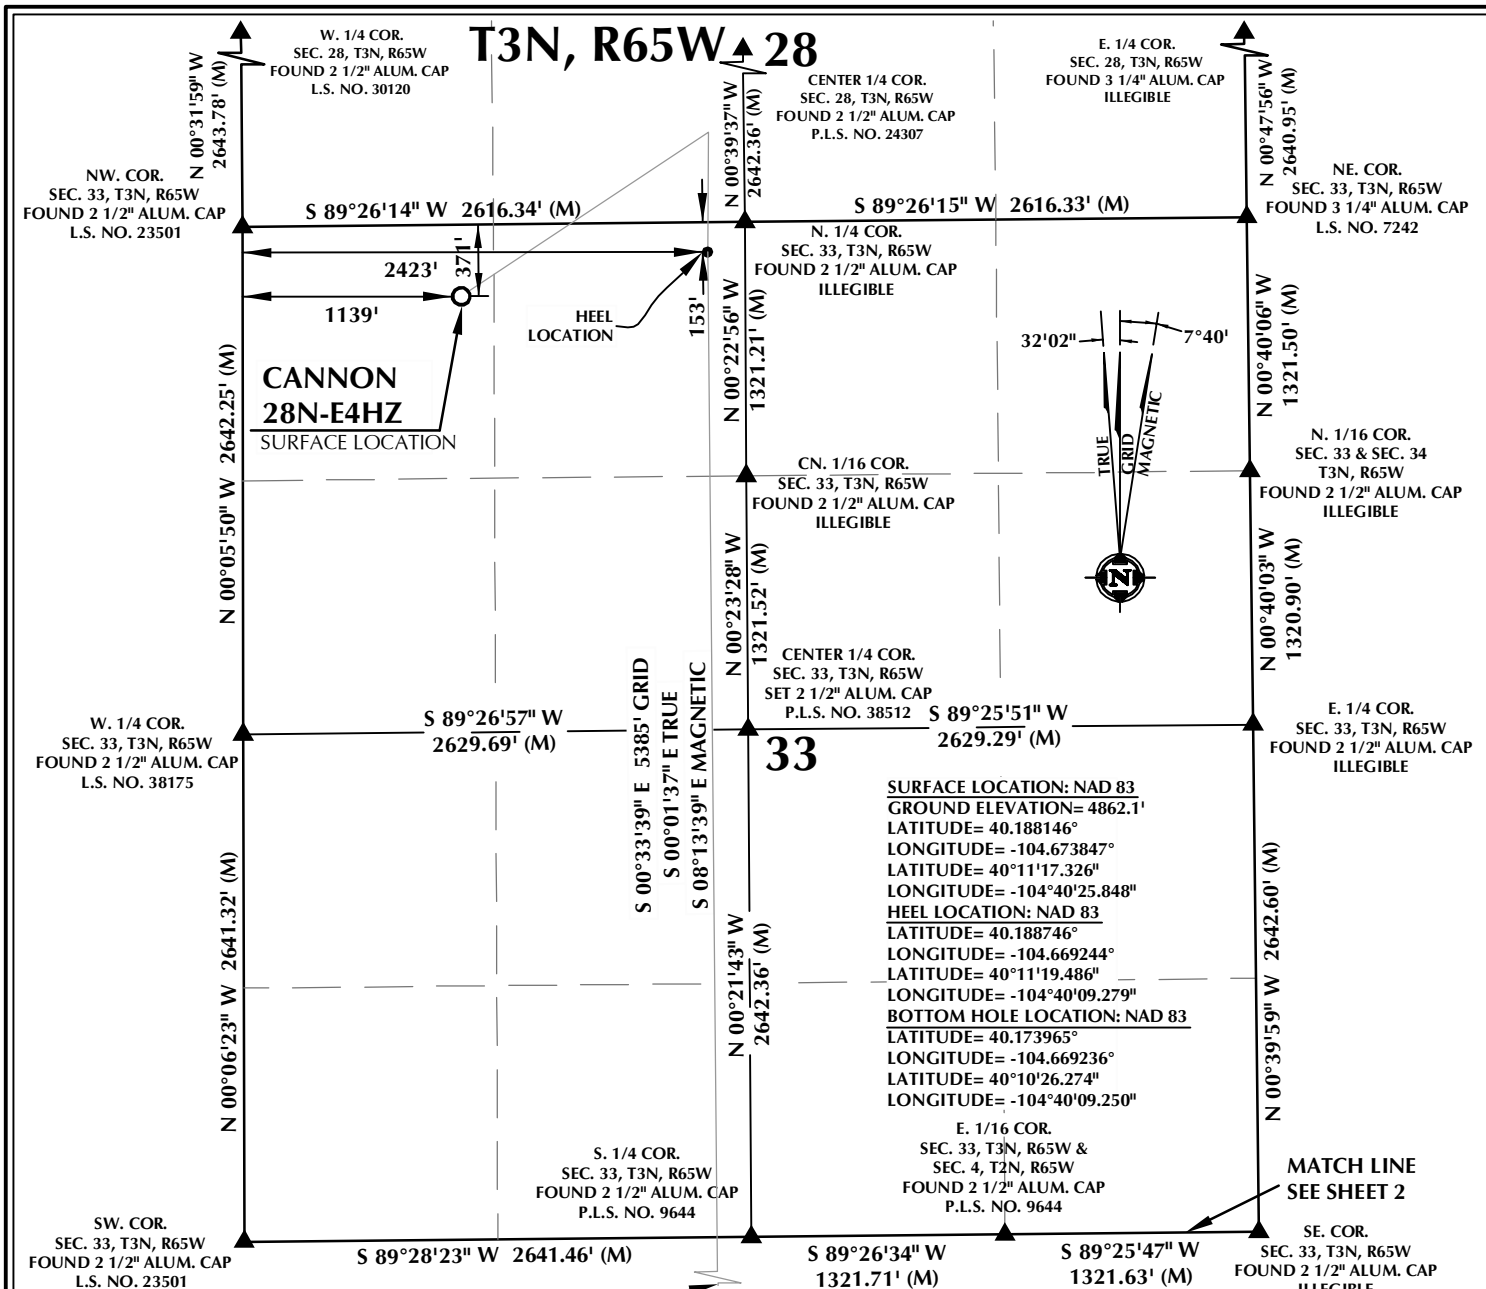 T3N, R65W
28
W. 1/4 COR.
SEC. 28, T3N, R65W
FOUND 2 1/2" ALUM. CAP
L.S. NO. 30120
CENTER 1/4 COR.
SEC. 28, T3N, R65W
FOUND 2 1/2" ALUM. CAP
P.L.S. NO. 24307
E. 1/4 COR.
SEC. 28, T3N, R65W
FOUND 3 1/4" ALUM. CAP
ILLEGIBLE
N 00°31'59" W
2643.78' (M)
N 00°39'37" W
2642.36' (M)
N 00°47'56" W
2640.95' (M)
NW. COR.
SEC. 33, T3N, R65W
FOUND 2 1/2" ALUM. CAP
L.S. NO. 23501
S 89°26'14" W 2616.34' (M)
S 89°26'15" W 2616.33' (M)
NE. COR.
SEC. 33, T3N, R65W
FOUND 3 1/4" ALUM. CAP
L.S. NO. 7242
N. 1/4 COR.
SEC. 33, T3N, R65W
FOUND 2 1/2" ALUM. CAP
ILLEGIBLE
2423'
371'
1139'
153'
HEEL
LOCATION
CANNON
28N-E4HZ
SURFACE LOCATION
N 00°05'50" W 2642.25' (M)
N 00°22'56" W
1321.21' (M)
N 00°40'06" W
1321.50' (M)
32'02"
7°40'
TRUE
GRID
MAGNETIC
N
CN. 1/16 COR.
SEC. 33, T3N, R65W
FOUND 2 1/2" ALUM. CAP
ILLEGIBLE
N. 1/16 COR.
SEC. 33 & SEC. 34
T3N, R65W
FOUND 2 1/2" ALUM. CAP
ILLEGIBLE
N 00°23'28" W
1321.52' (M)
N 00°40'03" W
1320.90' (M)
CENTER 1/4 COR.
SEC. 33, T3N, R65W
SET 2 1/2" ALUM. CAP
P.L.S. NO. 38512
W. 1/4 COR.
SEC. 33, T3N, R65W
FOUND 2 1/2" ALUM. CAP
L.S. NO. 38175
S 89°26'57" W
2629.69' (M)
S 00°33'39" E 5385' GRID
S 00°01'37" E TRUE
S 08°13'39" E MAGNETIC
33
S 89°25'51" W
2629.29' (M)
E. 1/4 COR.
SEC. 33, T3N, R65W
FOUND 2 1/2" ALUM. CAP
ILLEGIBLE
SURFACE LOCATION: NAD 83
GROUND ELEVATION= 4862.1'
LATITUDE= 40.188146°
LONGITUDE= -104.673847°
LATITUDE= 40°11'17.326"
LONGITUDE= -104°40'25.848"
HEEL LOCATION: NAD 83
LATITUDE= 40.188746°
LONGITUDE= -104.669244°
LATITUDE= 40°11'19.486"
LONGITUDE= -104°40'09.279"
BOTTOM HOLE LOCATION: NAD 83
LATITUDE= 40.173965°
LONGITUDE= -104.669236°
LATITUDE= 40°10'26.274"
LONGITUDE= -104°40'09.250"
N 00°06'23" W 2641.32' (M)
N 00°21'43" W
2642.36' (M)
N 00°39'59" W 2642.60' (M)
S. 1/4 COR.
SEC. 33, T3N, R65W
FOUND 2 1/2" ALUM. CAP
P.L.S. NO. 9644
E. 1/16 COR.
SEC. 33, T3N, R65W &
SEC. 4, T2N, R65W
FOUND 2 1/2" ALUM. CAP
P.L.S. NO. 9644
MATCH LINE
SEE SHEET 2
SW. COR.
SEC. 33, T3N, R65W
FOUND 2 1/2" ALUM. CAP
L.S. NO. 23501
S 89°28'23" W 2641.46' (M)
S 89°26'34" W
1321.71' (M)
S 89°25'47" W
1321.63' (M)
SE. COR.
SEC. 33, T3N, R65W
FOUND 2 1/2" ALUM. CAP
ILLEGIBLE